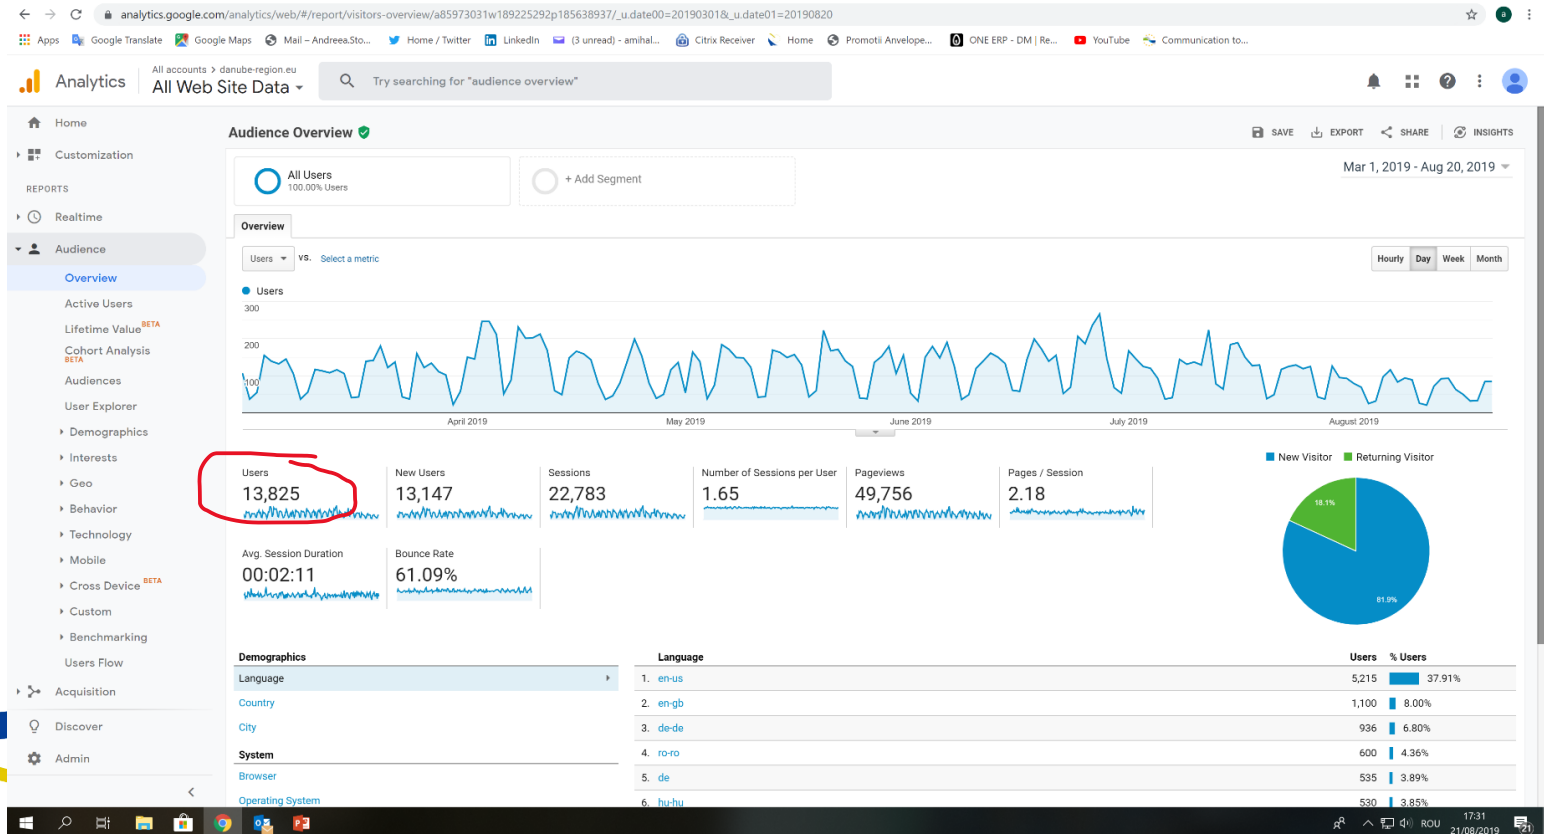 analytics.google.com/analytics/web/#/report/visitors-overview/a85973031w189225292p185638937/_u.date00=20190301&_u.date01=20190820
a
Apps Google Translate Google Maps Mail – Andreea.Sto... Home / Twitter LinkedIn (3 unread) - amihal... Citrix Receiver Home Promotii Anvelope... ONE ERP - DM | Re... YouTube Communication to...
Analytics
All accounts > danube-region.eu
All Web Site Data
Try searching for "audience overview"
Home
Customization
REPORTS
Realtime
Audience
Overview
Active Users
Lifetime Value BETA
Cohort Analysis
BETA
Audiences
User Explorer
Demographics
Interests
Geo
Behavior
Technology
Mobile
Cross Device BETA
Custom
Benchmarking
Users Flow
Acquisition
Discover
Admin
Audience Overview
SAVE EXPORT SHARE INSIGHTS
All Users
100.00% Users
+ Add Segment
Mar 1, 2019 - Aug 20, 2019
Overview
Users VS. Select a metric
Hourly Day Week Month
Users
300
200
100
April 2019 May 2019 June 2019 July 2019 August 2019
Users
13,825
New Users
13,147
Sessions
22,783
Number of Sessions per User
1.65
Pageviews
49,756
Pages / Session
2.18
Avg. Session Duration
00:02:11
Bounce Rate
61.09%
New Visitor Returning Visitor
18.1%
81.9%
Demographics
Language
Country
City
System
Browser
Operating System
Language Users % Users
1. en-us 5,215 37.91%
2. en-gb 1,100 8.00%
3. de-de 936 6.80%
4. ro-ro 600 4.36%
5. de 535 3.89%
6. hu-hu 530 3.85%
ROU
17:31
21/08/2019
21